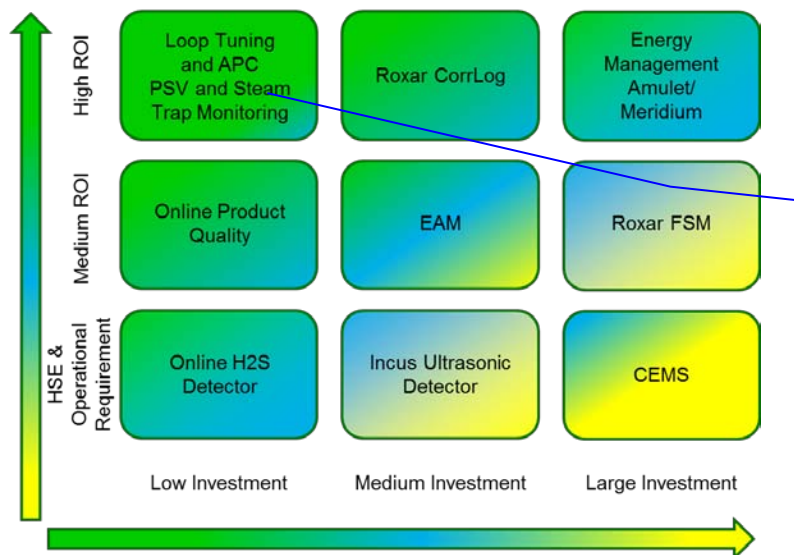 High ROI
Loop Tuning
and APC
PSV and Steam
Trap Monitoring
Roxar CorrLog
Energy
Management
Amulet/
Meridium
Medium ROI
Online Product
Quality
EAM
Roxar FSM
HSE &
Operational
Requirement
Online H2S
Detector
Incus Ultrasonic
Detector
CEMS
Low Investment
Medium Investment
Large Investment